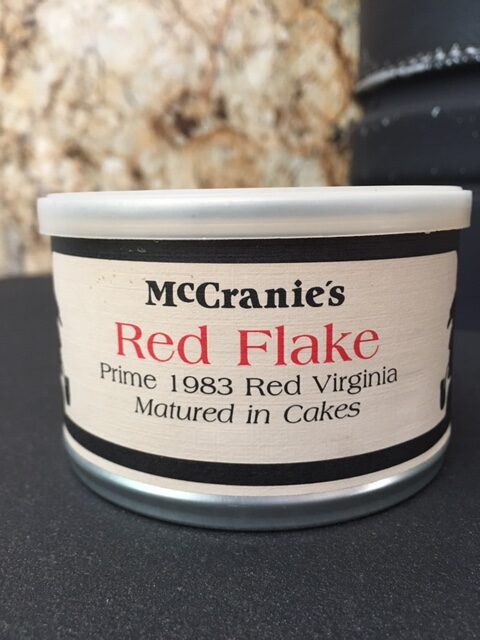 McCranie's
Red Flake
Prime 1983 Red Virginia
Matured in Cakes